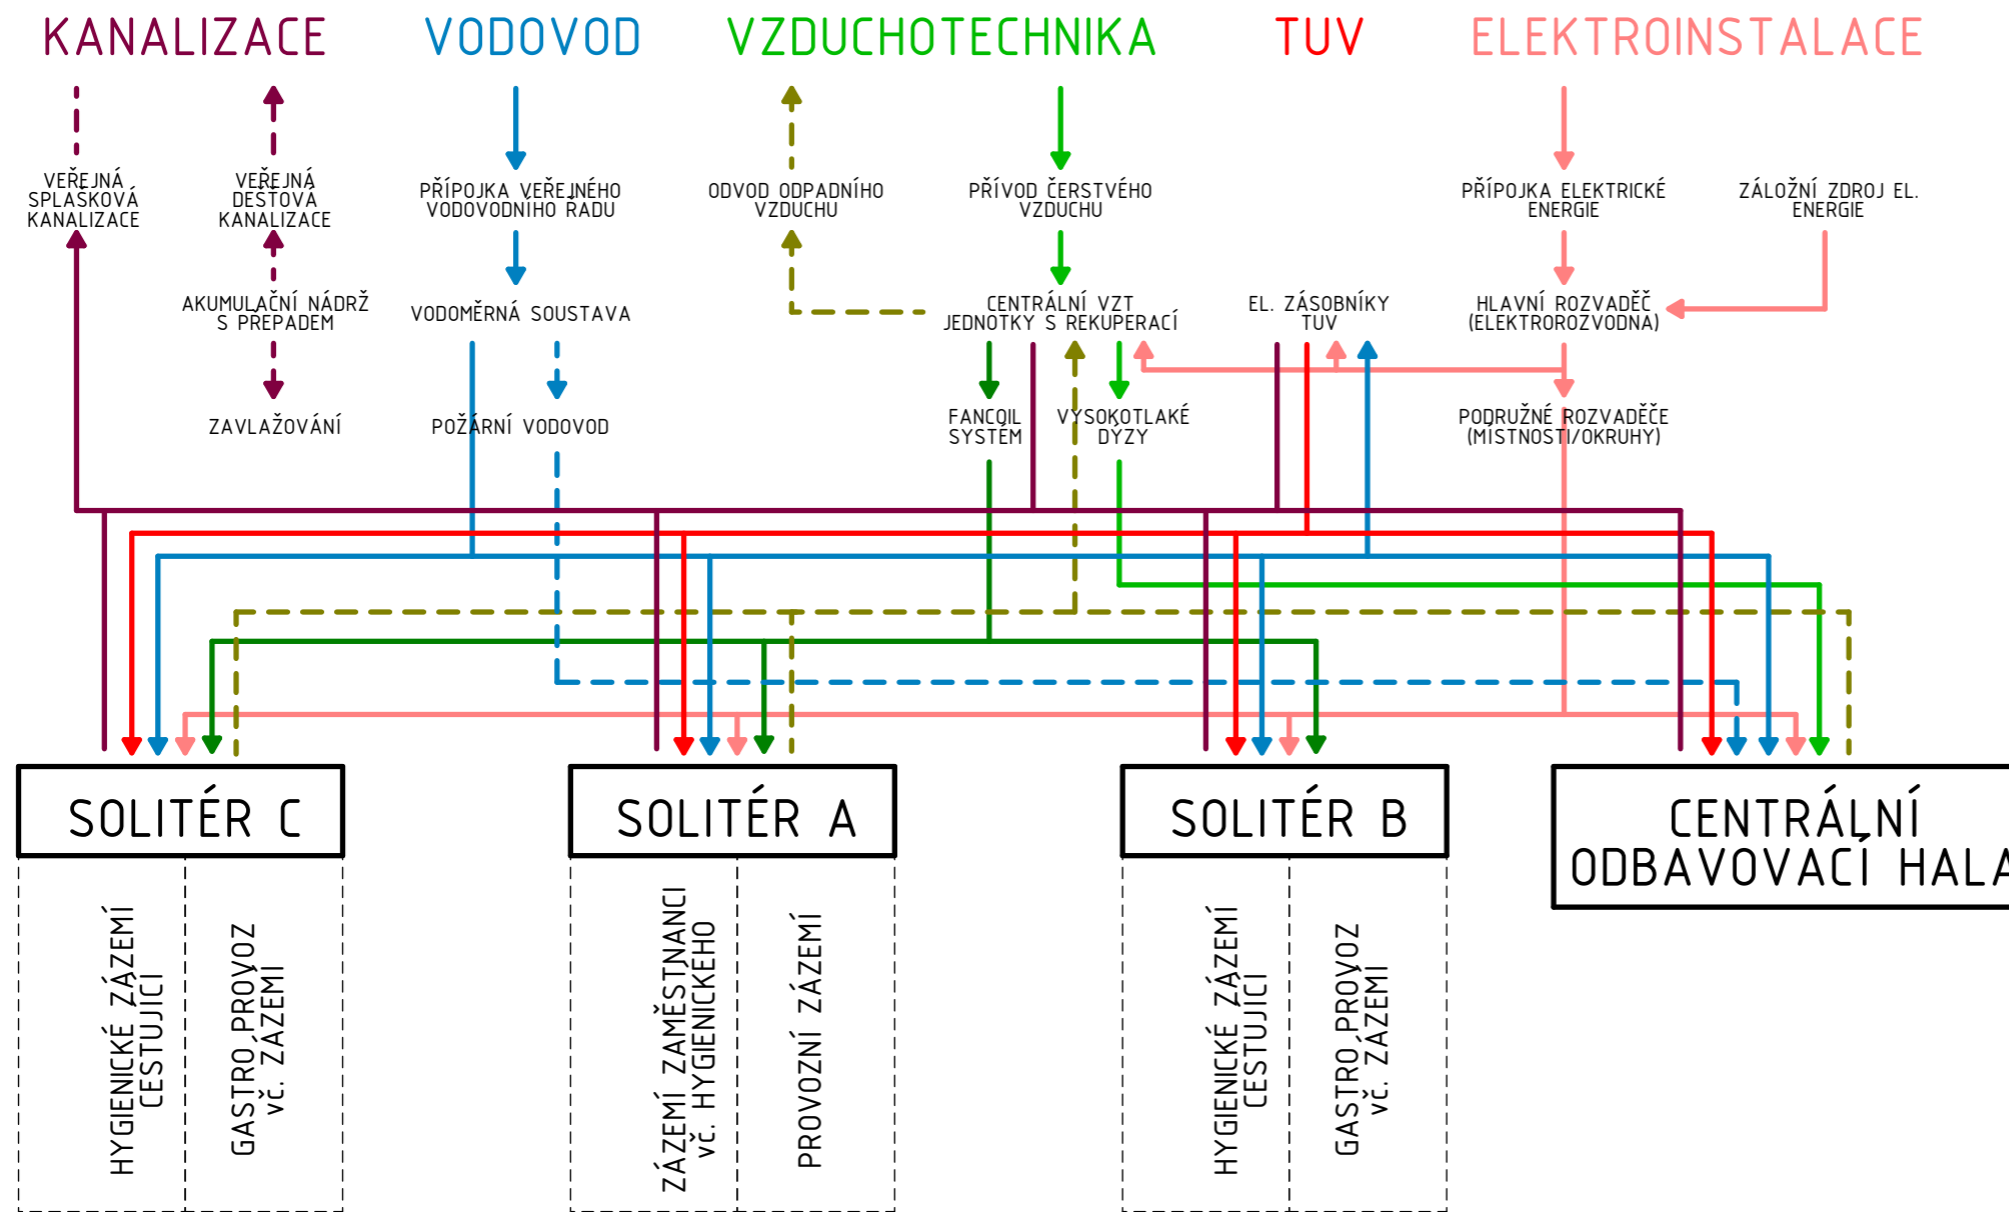 KANALIZACE
VODOVOD
VZDUCHOTECHNIKA
TUV
ELEKTROINSTALACE
VEŘEJNÁ
SPLAŠKOVÁ
KANALIZACE
VEŘEJNÁ
DEŠŤOVÁ
KANALIZACE
PŘÍPOJKA VEŘEJNÉHO
VODOVODNÍHO ŘADU
ODVOD ODPADNÍHO
VZDUCHU
PŘÍVOD ČERSTVÉHO
VZDUCHU
PŘÍPOJKA ELEKTRICKÉ
ENERGIE
ZÁLOŽNÍ ZDROJ EL.
ENERGIE
AKUMULAČNÍ NÁDRŽ
S PŘEPADEM
VODOMĚRNÁ SOUSTAVA
CENTRÁLNÍ VZT
JEDNOTKY S REKUPERACÍ
EL. ZÁSOBNÍKY
TUV
HLAVNÍ ROZVADĚČ
(ELEKTROROZVODNA)
ZAVLAŽOVÁNÍ
POŽÁRNÍ VODOVOD
FANCOIL
SYSTÉM
VYSOKOTLAKÉ
DÝZY
PODRUŽNÉ ROZVADĚČE
(MÍSTNOSTI/OKRUHY)
SOLITÉR C
SOLITÉR A
SOLITÉR B
CENTRÁLNÍ
ODBAVOVACÍ HALA
HYGIENICKÉ ZÁZEMÍ
CESTUJÍCÍ
GASTRO PROVOZ
vč. ZÁZEMÍ
ZÁZEMÍ ZAMĚSTNANCI
vč. HYGIENICKÉHO
PROVOZNÍ ZÁZEMÍ
HYGIENICKÉ ZÁZEMÍ
CESTUJÍCÍ
GASTRO PROVOZ
vč. ZÁZEMÍ